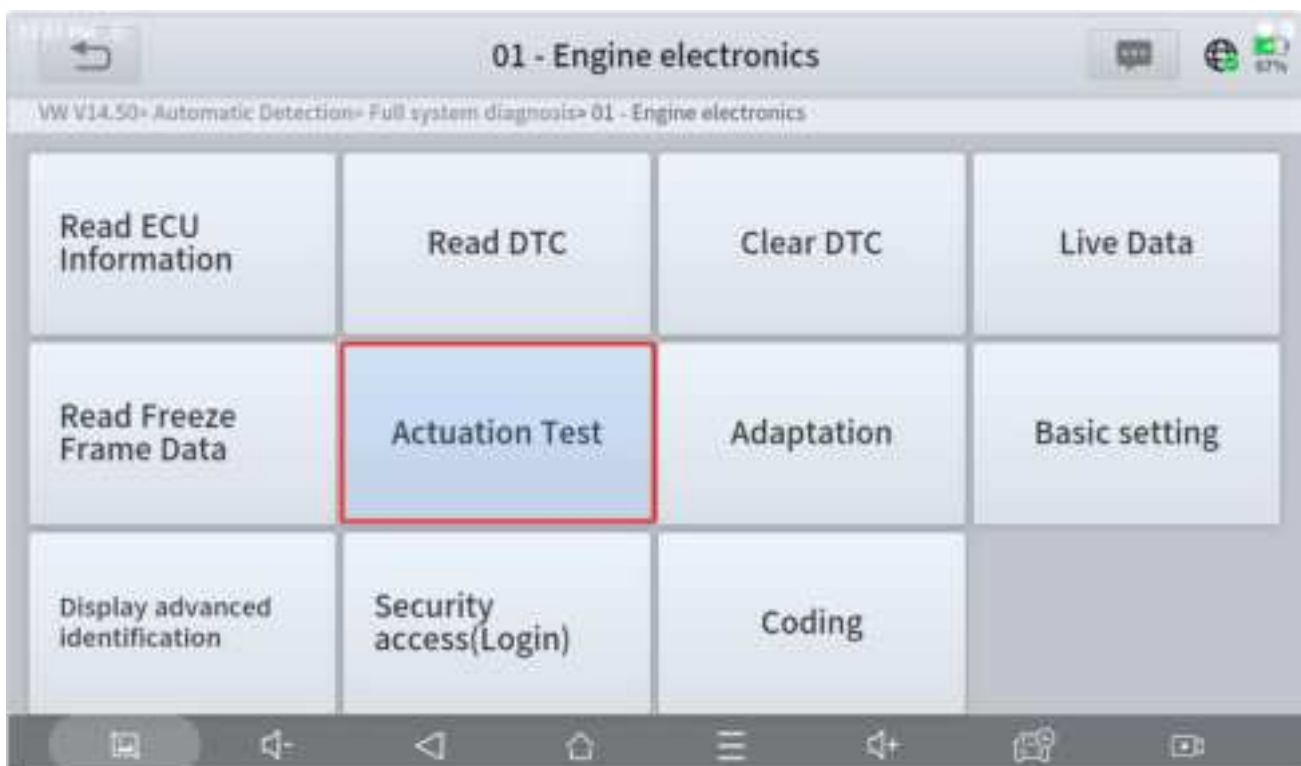 01 - Engine electronics
67%
VW V14.50> Automatic Detection> Full system diagnosis> 01 - Engine electronics
Read ECU
Information
Read DTC
Clear DTC
Live Data
Read Freeze
Frame Data
Actuation Test
Adaptation
Basic setting
Display advanced
identification
Security
access(Login)
Coding